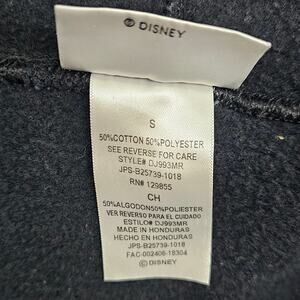 © DISNEY
S
50%COTTON 50%POLYESTER
SEE REVERSE FOR CARE
STYLE# DJ993MR
JPS-B25739-1018
RN# 129855
CH
50%ALGODON50%POLIESTER
VER REVERSO PARA EL CUIDADO
ESTILO# DJ993MR
MADE IN HONDURAS
HECHO EN HONDURAS
JPS-B25739-1018
FAC-002406-18304
©DISNEY